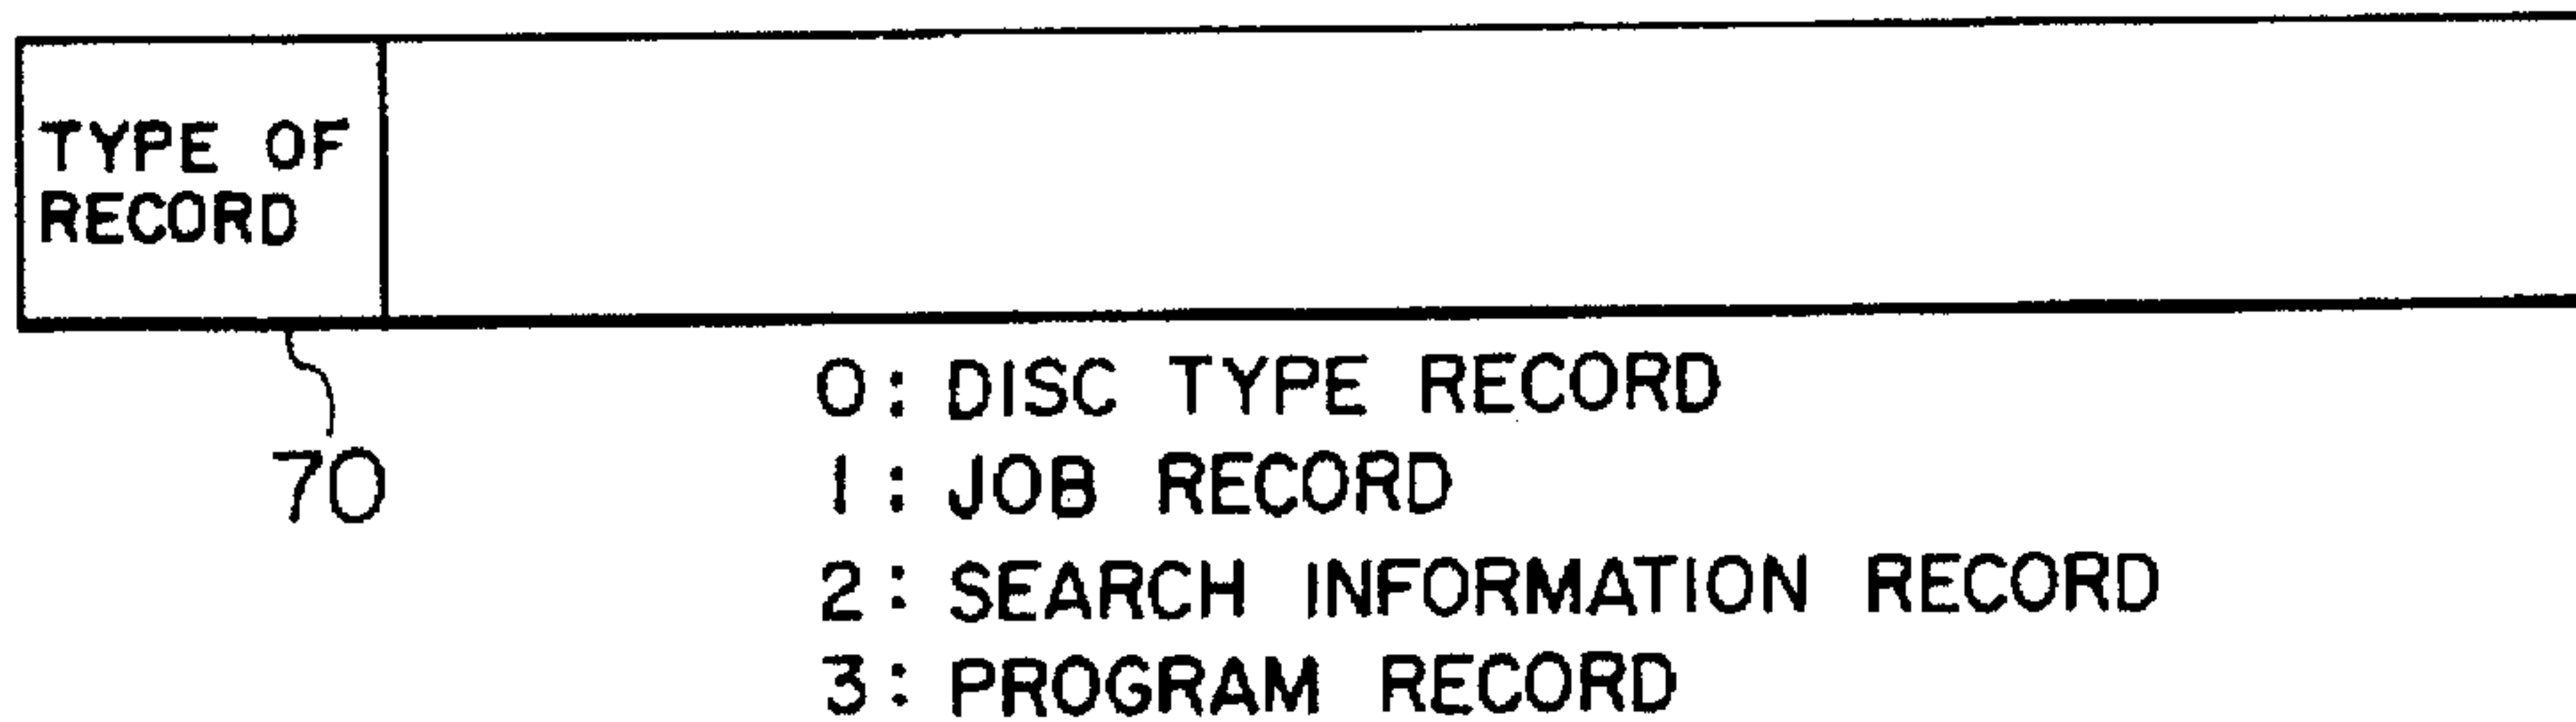 TYPE OF
RECORD
70
0: DISC TYPE RECORD
1: JOB RECORD
2: SEARCH INFORMATION RECORD
3: PROGRAM RECORD